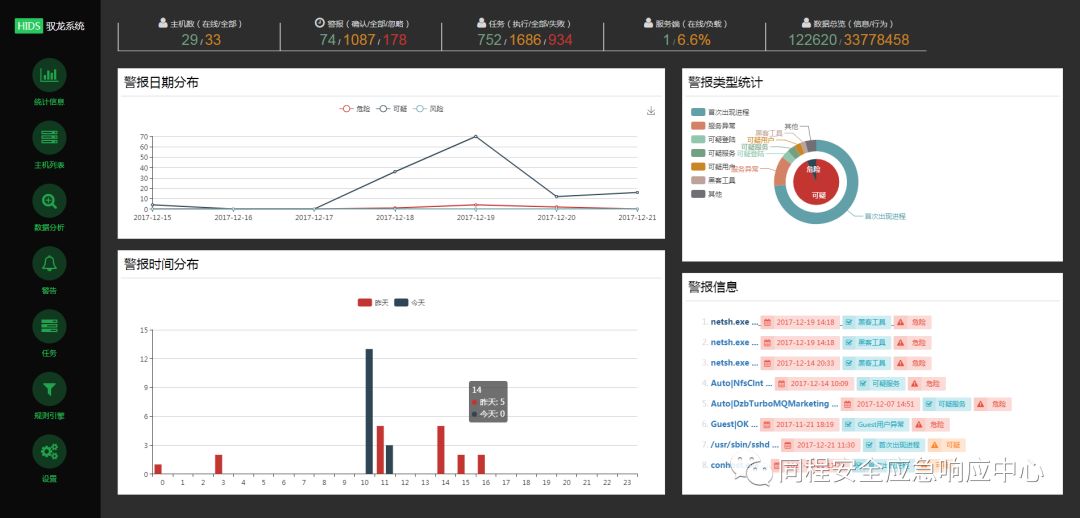 HIDS 驭龙系统
统计信息
主机列表
数据分析
警告
任务
规则引擎
设置
主机数（在线/全部）
29 / 33
警报（确认/全部/忽略）
74 / 1087 / 178
任务（执行/全部/失败）
752 / 1686 / 934
服务端（在线/负载）
1 / 6.6%
数据总览（信息/行为）
122620 / 33778458
警报日期分布
危险 可疑 风险
70
60
50
40
30
20
10
0
2017-12-15 2017-12-16 2017-12-17 2017-12-18 2017-12-19 2017-12-20 2017-12-21
警报时间分布
昨天 今天
15
12
9
6
3
0
14
昨天: 5
今天: 0
0 1 2 3 4 5 6 7 8 9 10 11 12 13 14 15 16 17 18 19 20 21 22 23
警报类型统计
首次出现进程
服务异常
可疑登陆
可疑服务
可疑用户
黑客工具
其他
其他
黑客工具
可疑用户
可疑服务
可疑登陆
服务异常
首次出现进程
危险
可疑
警报信息
1. netsh.exe ... 2017-12-19 14:18 黑客工具 危险
2. netsh.exe ... 2017-12-19 14:18 黑客工具 危险
3. netsh.exe ... 2017-12-14 20:33 黑客工具 危险
4. Auto|NfsClnt ... 2017-12-14 10:09 可疑服务 危险
5. Auto|DzbTurboMQMarketing ... 2017-12-07 14:51 可疑服务 危险
6. Guest|OK ... 2017-11-21 18:19 Guest用户异常 危险
7. /usr/sbin/sshd ... 2017-12-21 11:30 首次出现进程 可疑
8.
同程安全应急响应中心